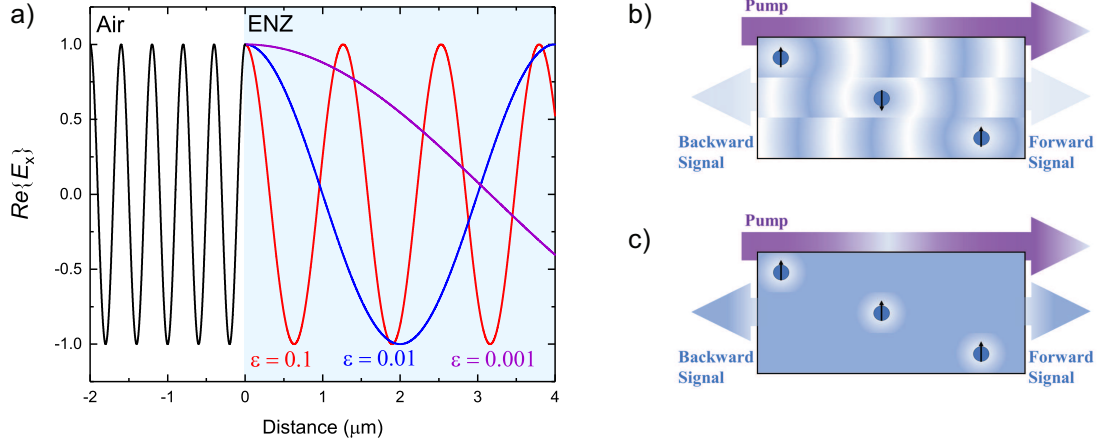 a)
Air
ENZ
Re{Eₓ}
1.0
0.5
0.0
-0.5
-1.0
ε = 0.1
ε = 0.01
ε = 0.001
-2
-1
0
1
2
3
4
Distance (μm)
b)
Pump
Backward
Signal
Forward
Signal
c)
Pump
Backward
Signal
Forward
Signal